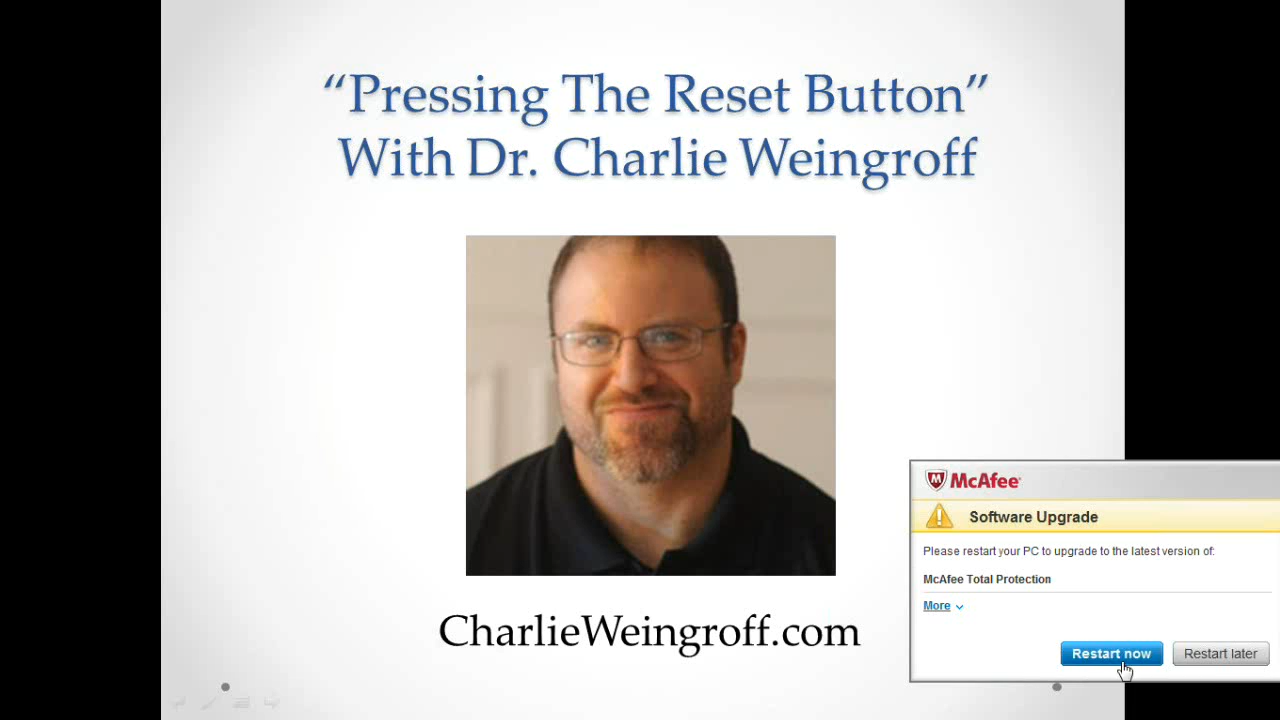 “Pressing The Reset Button”
With Dr. Charlie Weingroff
CharlieWeingroff.com
McAfee
Software Upgrade
Please restart your PC to upgrade to the latest version of:
McAfee Total Protection
More
Restart now
Restart later